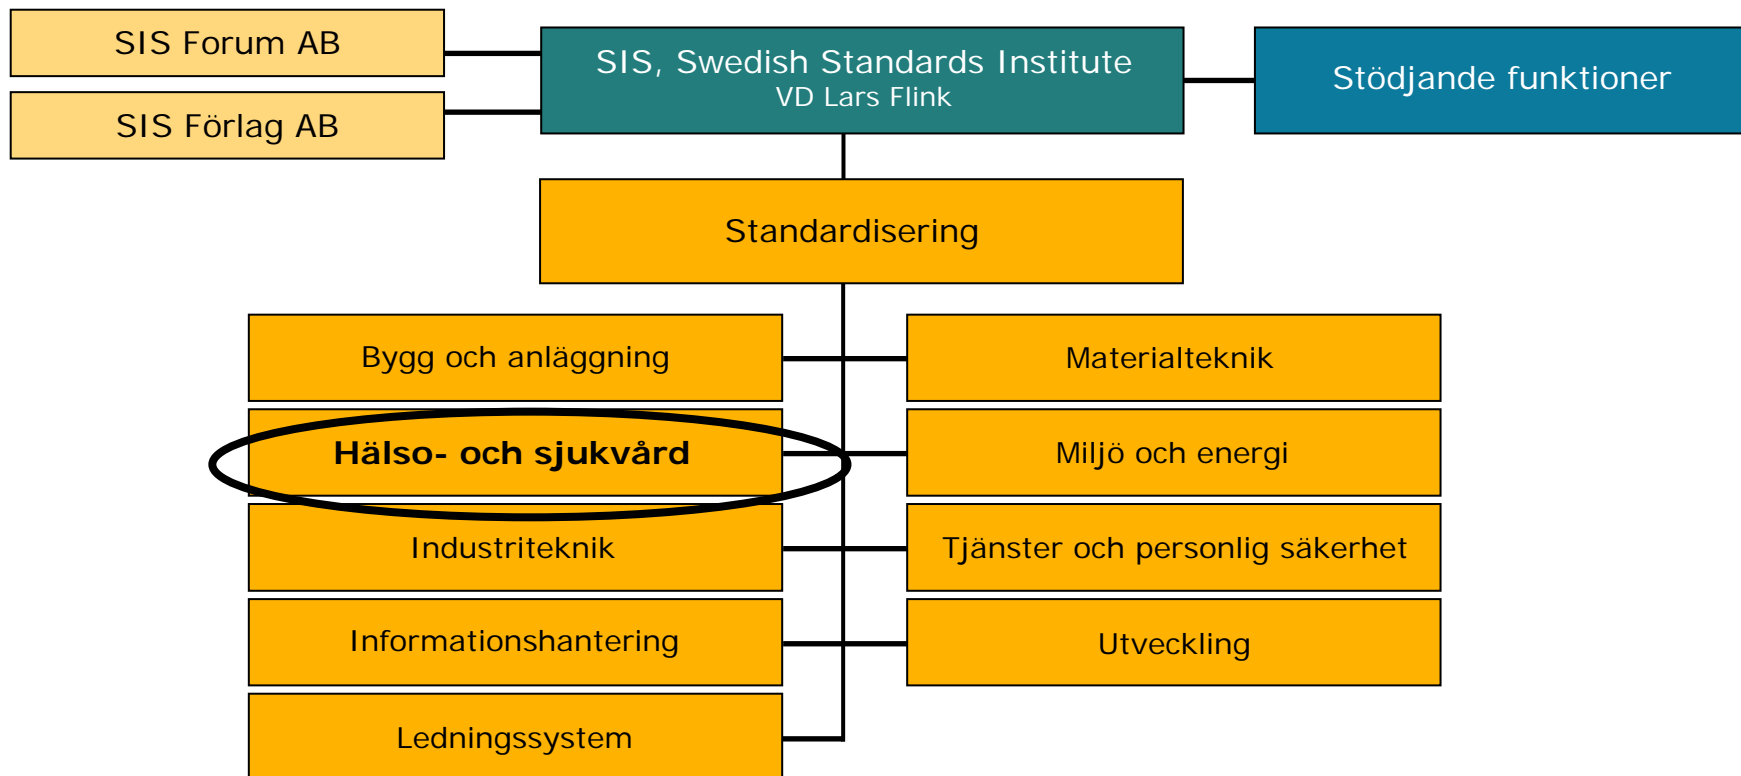 SIS Forum AB
SIS Förlag AB
SIS, Swedish Standards Institute
VD Lars Flink
Stödjande funktioner
Standardisering
Bygg och anläggning
Materialteknik
Hälso- och sjukvård
Miljö och energi
Industriteknik
Tjänster och personlig säkerhet
Informationshantering
Utveckling
Ledningssystem